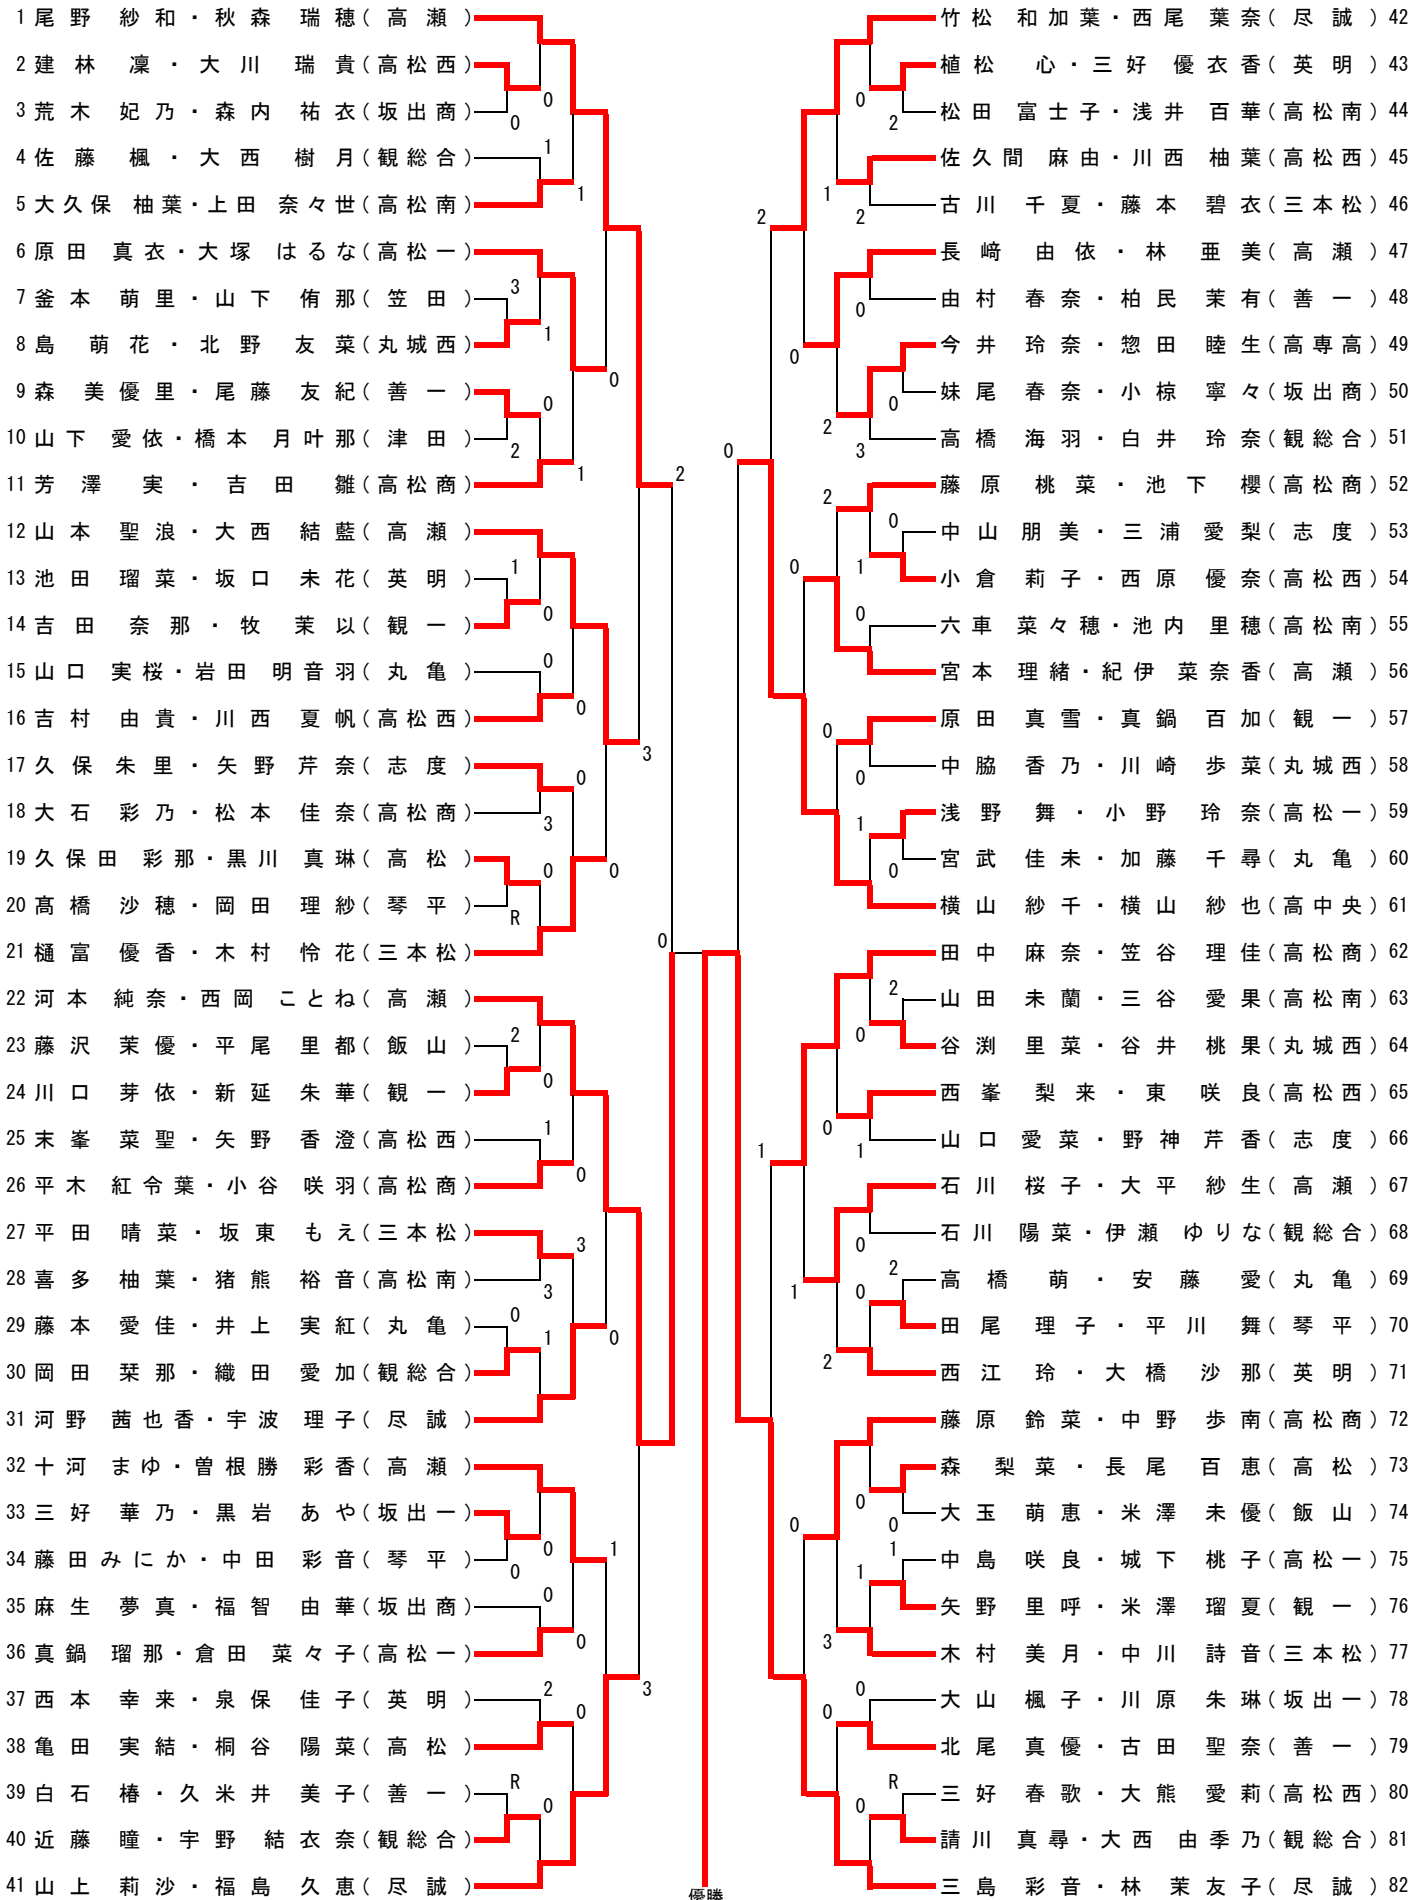 1 尾野 紗和・秋森 瑞穂(高瀬)
2 建林 凜・大川 瑞貴(高松西)
3 荒木 妃乃・森内 祐衣(坂出商)
4 佐藤 楓・大西 樹月(観総合)
5 大久保 柚葉・上田 奈々世(高松南)
6 原田 真衣・大塚 はるな(高松一)
7 釜本 萌里・山下 侑那(笠田)
8 島 萌花・北野 友菜(丸城西)
9 森 美優里・尾藤 友紀(善一)
10 山下 愛依・橋本 月叶那(津田)
11 芳澤 実・吉田 雛(高松商)
12 山本 聖浪・大西 結藍(高瀬)
13 池田 瑠菜・坂口 未花(英明)
14 吉田 奈那・牧 茉以(観一)
15 山口 実桜・岩田 明音羽(丸亀)
16 吉村 由貴・川西 夏帆(高松西)
17 久保 朱里・矢野 芹奈(志度)
18 大石 彩乃・松本 佳奈(高松商)
19 久保田 彩那・黒川 真琳(高松)
20 髙橋 沙穂・岡田 理紗(琴平)
21 樋富 優香・木村 怜花(三本松)
22 河本 純奈・西岡 ことね(高瀬)
23 藤沢 茉優・平尾 里都(飯山)
24 川口 芽依・新延 朱華(観一)
25 末峯 菜聖・矢野 香澄(高松西)
26 平木 紅令葉・小谷 咲羽(高松商)
27 平田 晴菜・坂東 もえ(三本松)
28 喜多 柚葉・猪熊 裕音(高松南)
29 藤本 愛佳・井上 実紅(丸亀)
30 岡田 栞那・織田 愛加(観総合)
31 河野 茜也香・宇波 理子(尽誠)
32 十河 まゆ・曽根勝 彩香(高瀬)
33 三好 華乃・黒岩 あや(坂出一)
34 藤田みにか・中田 彩音(琴平)
35 麻生 夢真・福智 由華(坂出商)
36 真鍋 瑠那・倉田 菜々子(高松一)
37 西本 幸来・泉保 佳子(英明)
38 亀田 実結・桐谷 陽菜(高松)
39 白石 椿・久米井 美子(善一)
40 近藤 瞳・宇野 結衣奈(観総合)
41 山上 莉沙・福島 久恵(尽誠)
0
0
1
1
3
1
0
0
2
1
1
0
0
0
0
3
3
0
0
R
0
2
2
0
1
0
3
3
0
1
0
0
0
0
0
1
2
0
R
0
3
0
優勝
0
1
2
0
2
1
2
0
0
0
2
3
2
0
1
0
0
0
0
1
0
2
0
0
1
1
0
2
0
1
2
0
0
0
1
1
3
0
0
R
0
竹松 和加葉・西尾 葉奈(尽誠) 42
植松 心・三好 優衣香(英明) 43
松田 富士子・浅井 百華(高松南) 44
佐久間 麻由・川西 柚葉(高松西) 45
古川 千夏・藤本 碧衣(三本松) 46
長﨑 由依・林 亜美(高瀬) 47
由村 春奈・柏民 茉有(善一) 48
今井 玲奈・惣田 睦生(高専高) 49
妹尾 春奈・小椋 寧々(坂出商) 50
高橋 海羽・白井 玲奈(観総合) 51
藤原 桃菜・池下 櫻(高松商) 52
中山 朋美・三浦 愛梨(志度) 53
小倉 莉子・西原 優奈(高松西) 54
六車 菜々穂・池内 里穂(高松南) 55
宮本 理緒・紀伊 菜奈香(高瀬) 56
原田 真雪・真鍋 百加(観一) 57
中脇 香乃・川崎 歩菜(丸城西) 58
浅野 舞・小野 玲奈(高松一) 59
宮武 佳未・加藤 千尋(丸亀) 60
横山 紗千・横山 紗也(高中央) 61
田中 麻奈・笠谷 理佳(高松商) 62
山田 未蘭・三谷 愛果(高松南) 63
谷渕 里菜・谷井 桃果(丸城西) 64
西峯 梨来・東 咲良(高松西) 65
山口 愛菜・野神 芹香(志度) 66
石川 桜子・大平 紗生(高瀬) 67
石川 陽菜・伊瀬 ゆりな(観総合) 68
高橋 萌・安藤 愛(丸亀) 69
田尾 理子・平川 舞(琴平) 70
西江 玲・大橋 沙那(英明) 71
藤原 鈴菜・中野 歩南(高松商) 72
森 梨菜・長尾 百恵(高松) 73
大玉 萌恵・米澤 未優(飯山) 74
中島 咲良・城下 桃子(高松一) 75
矢野 里呼・米澤 瑠夏(観一) 76
木村 美月・中川 詩音(三本松) 77
大山 楓子・川原 朱琳(坂出一) 78
北尾 真優・古田 聖奈(善一) 79
三好 春歌・大熊 愛莉(高松西) 80
請川 真尋・大西 由季乃(観総合) 81
三島 彩音・林 茉友子(尽誠) 82